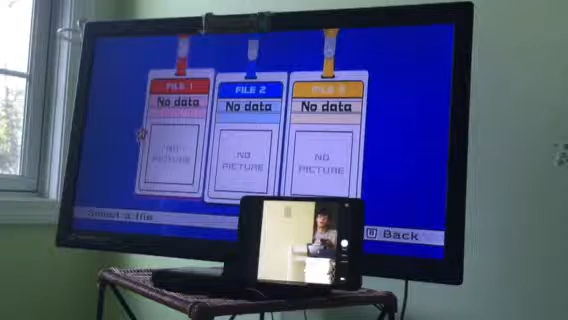 FILE 1
FILE 2
FILE 3
No data
No data
No data
NO
PICTURE
NO
PICTURE
NO
PICTURE
Select a file
B Back